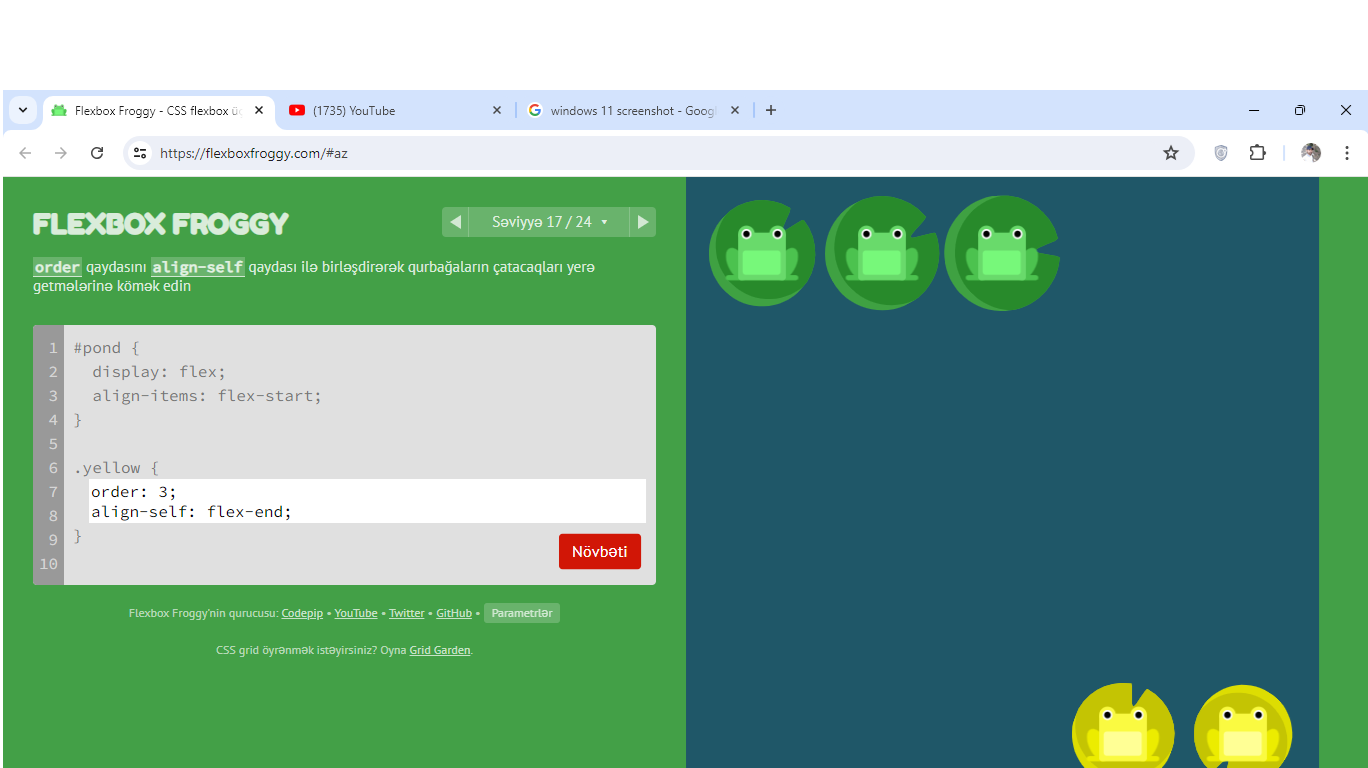 Flexbox Froggy - CSS flexbox üç
(1735) YouTube
windows 11 screenshot - Googl
https://flexboxfroggy.com/#az
FLEXBOX FROGGY
Səviyyə 17 / 24
order qaydasını align-self qaydası ilə birləşdirərək qurbağaların çatacaqları yerə
getmələrinə kömək edin
1 #pond {
2 display: flex;
3 align-items: flex-start;
4 }
5
6 .yellow {
7 order: 3;
8 align-self: flex-end;
9 }
10
Növbəti
Flexbox Froggy'nin qurucusu: Codepip • YouTube • Twitter • GitHub • Parametrlər
CSS grid öyrənmək istəyirsiniz? Oyna Grid Garden.